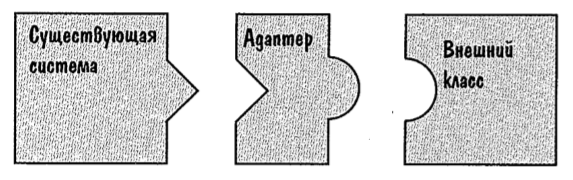 Существующая
система
Адаптер
Внешний
класс